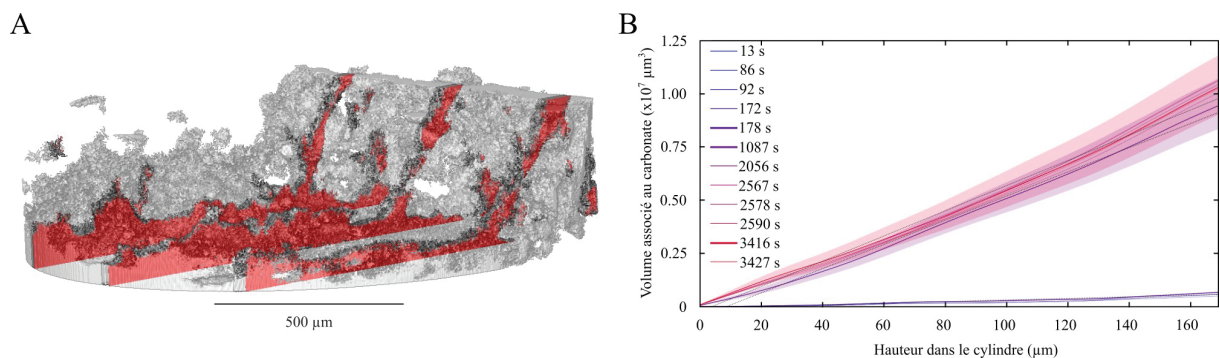 A
500 µm
B
Volume associé au carbonate (x10⁷ µm³)
1.25
1.00
0.75
0.50
0.25
0
13 s
86 s
92 s
172 s
178 s
1087 s
2056 s
2567 s
2578 s
2590 s
3416 s
3427 s
0 20 40 60 80 100 120 140 160
Hauteur dans le cylindre (µm)